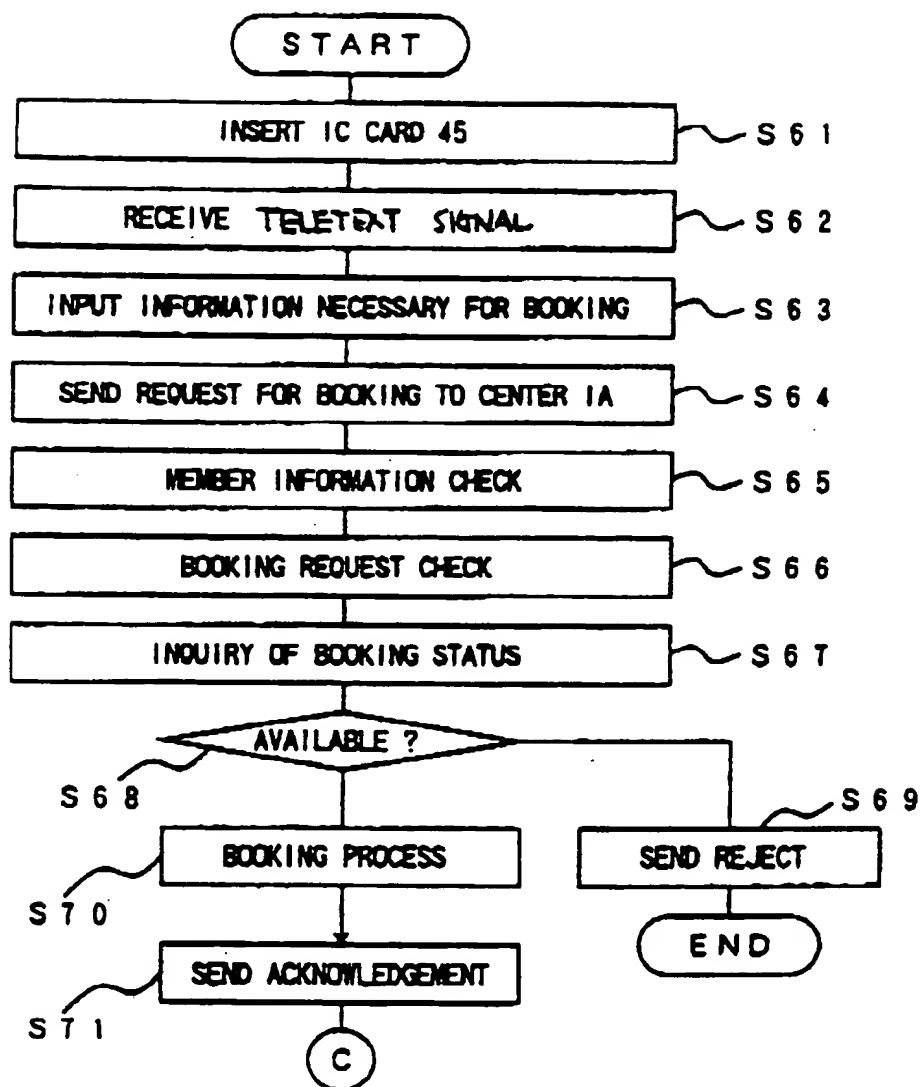 START
INSERT IC CARD 45
S61
RECEIVE TELETEXT SIGNAL
S62
INPUT INFORMATION NECESSARY FOR BOOKING
S63
SEND REQUEST FOR BOOKING TO CENTER 1A
S64
MEMBER INFORMATION CHECK
S65
BOOKING REQUEST CHECK
S66
INQUIRY OF BOOKING STATUS
S67
AVAILABLE ?
S68
S69
BOOKING PROCESS
SEND REJECT
S70
END
SEND ACKNOWLEDGEMENT
S71
C